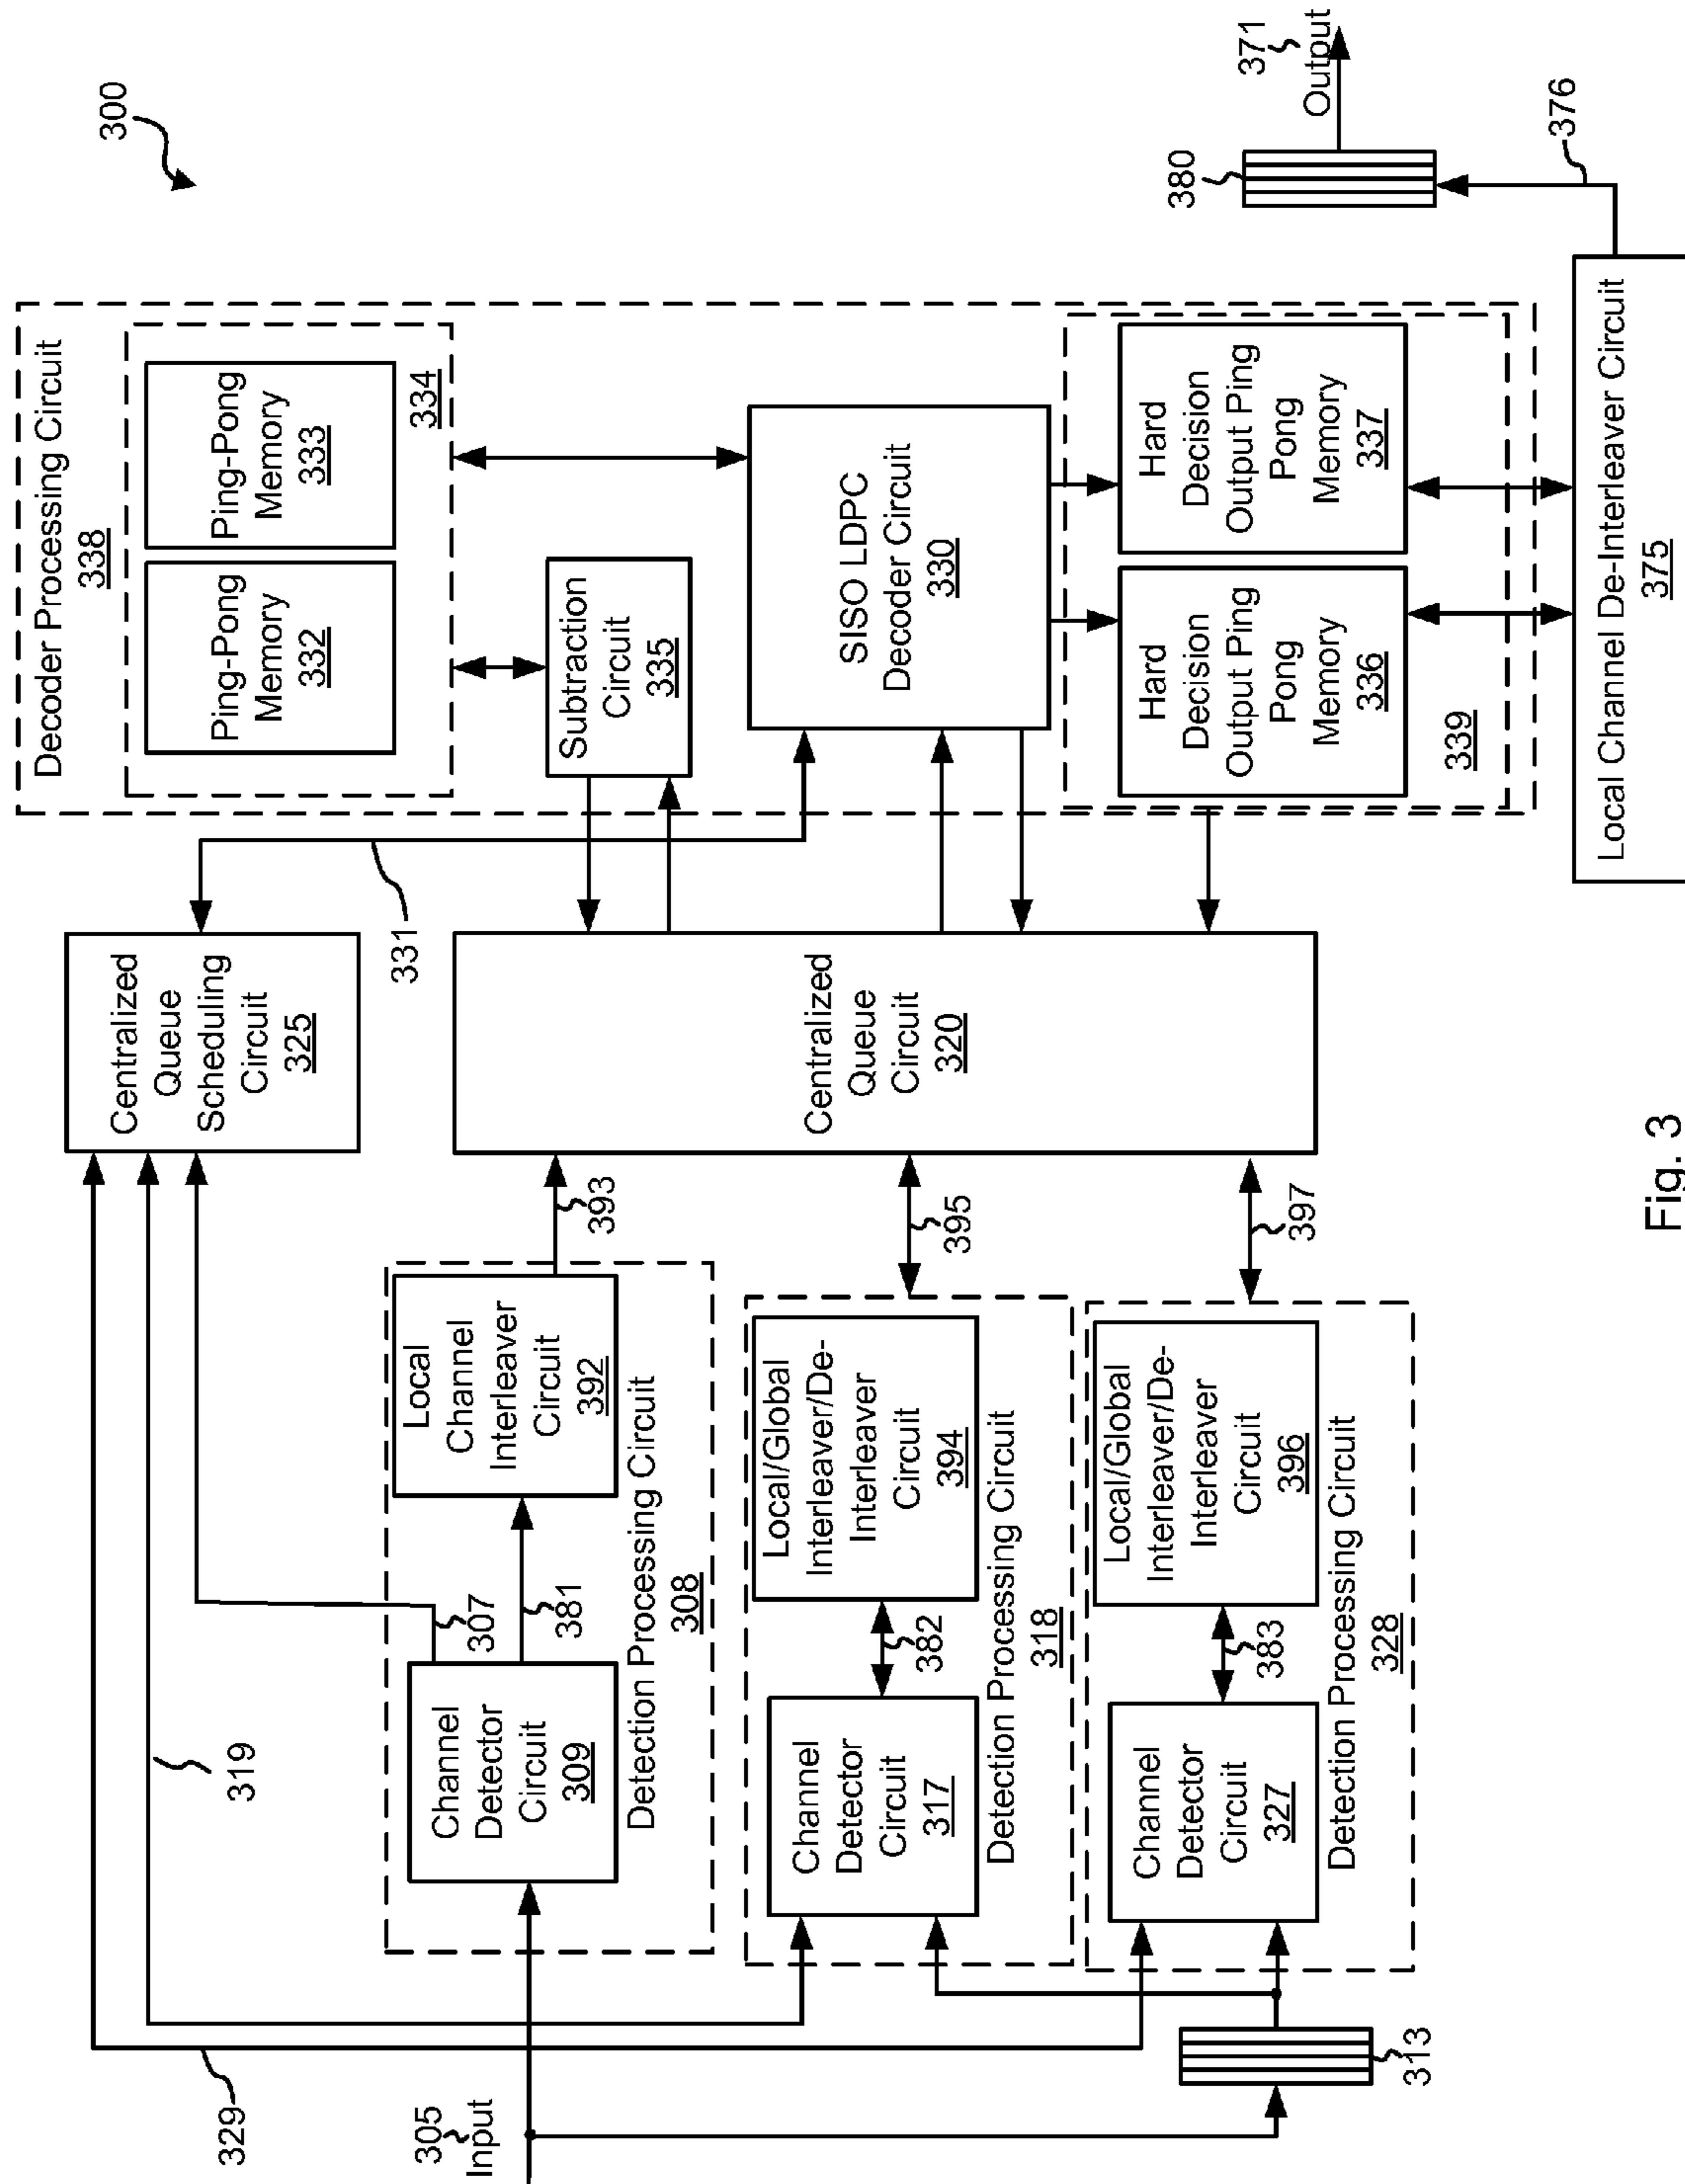 300
Decoder Processing Circuit
338
Ping-Pong
Memory
332
Ping-Pong
Memory
333
334
Subtraction
Circuit
335
SISO LDPC
Decoder Circuit
330
Hard
Decision
Output Ping
Pong
Memory
336
Hard
Decision
Output Ping
Pong
Memory
337
339
Local Channel De-Interleaver Circuit
375
376
380
371
Output
331
Centralized
Queue
Scheduling
Circuit
325
Centralized
Queue
Circuit
320
393
395
397
307
381
Channel
Detector
Circuit
309
Local
Channel
Interleaver
Circuit
392
Detection Processing Circuit
308
Channel
Detector
Circuit
317
382
Local/Global
Interleaver/De-
Interleaver
Circuit
394
Detection Processing Circuit
318
Channel
Detector
Circuit
327
383
Local/Global
Interleaver/De-
Interleaver
Circuit
396
Detection Processing Circuit
328
319
329
305
Input
313
Fig. 3